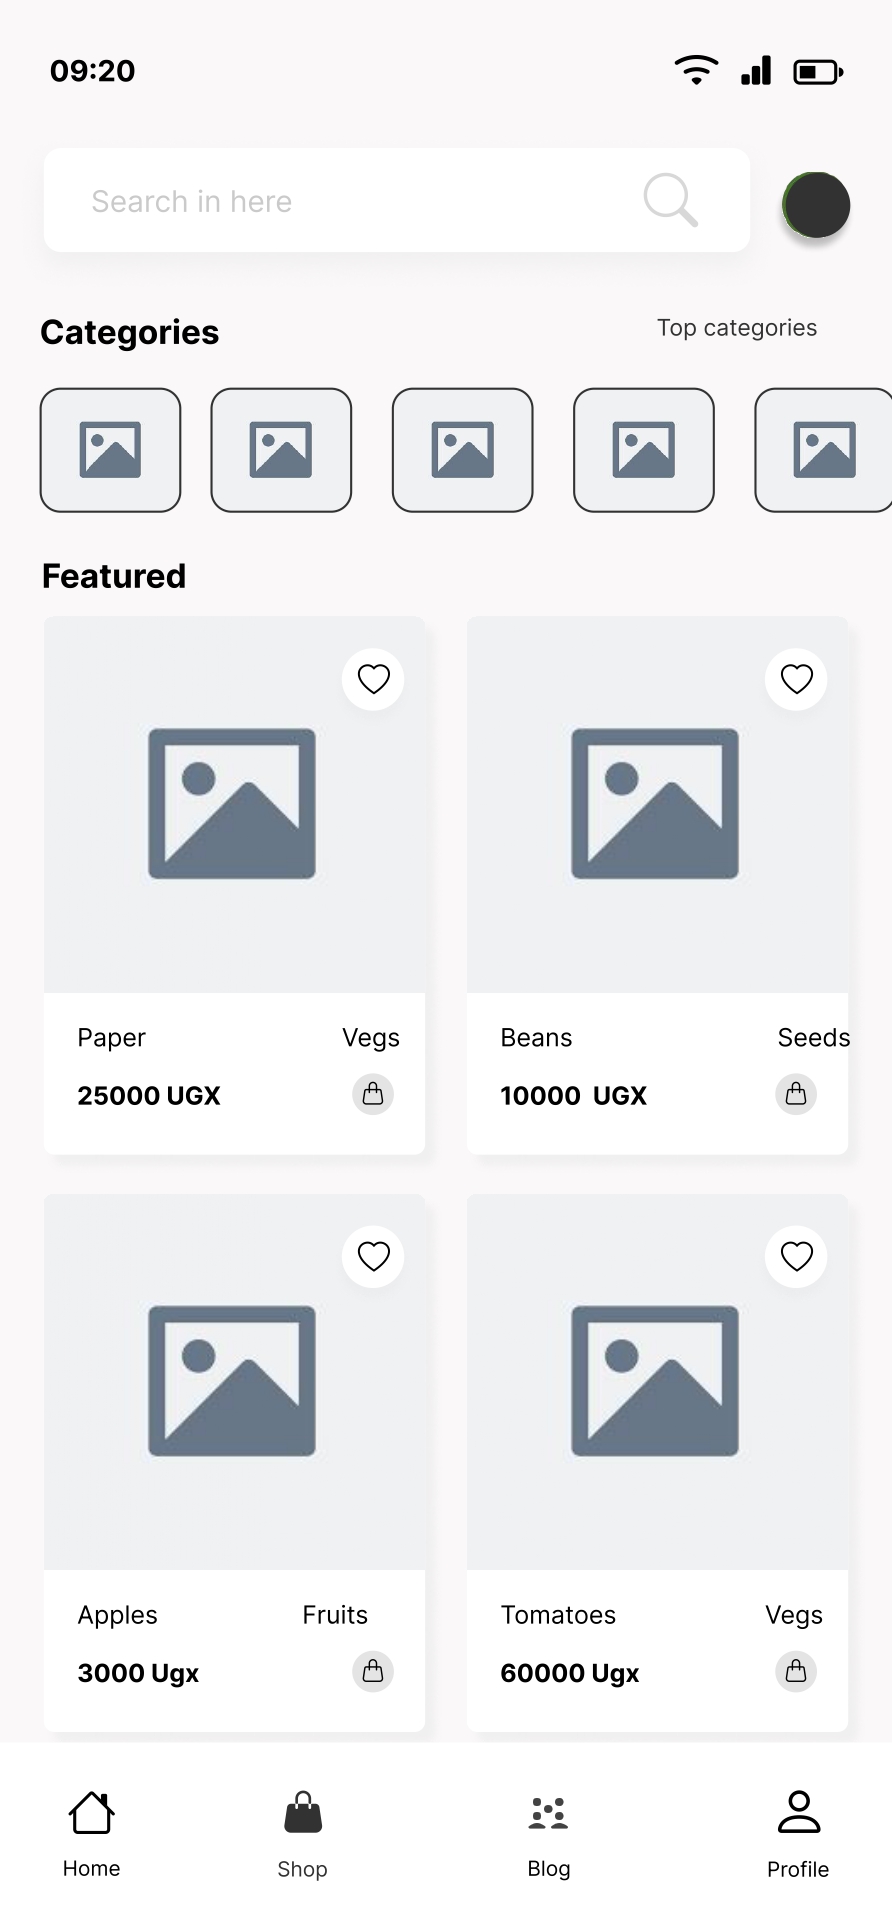 09:20
Search in here
Categories
Top categories
Featured
Paper Vegs
25000 UGX
Beans Seeds
10000  UGX
Apples Fruits
3000 Ugx
Tomatoes Vegs
60000 Ugx
Home Shop Blog Profile